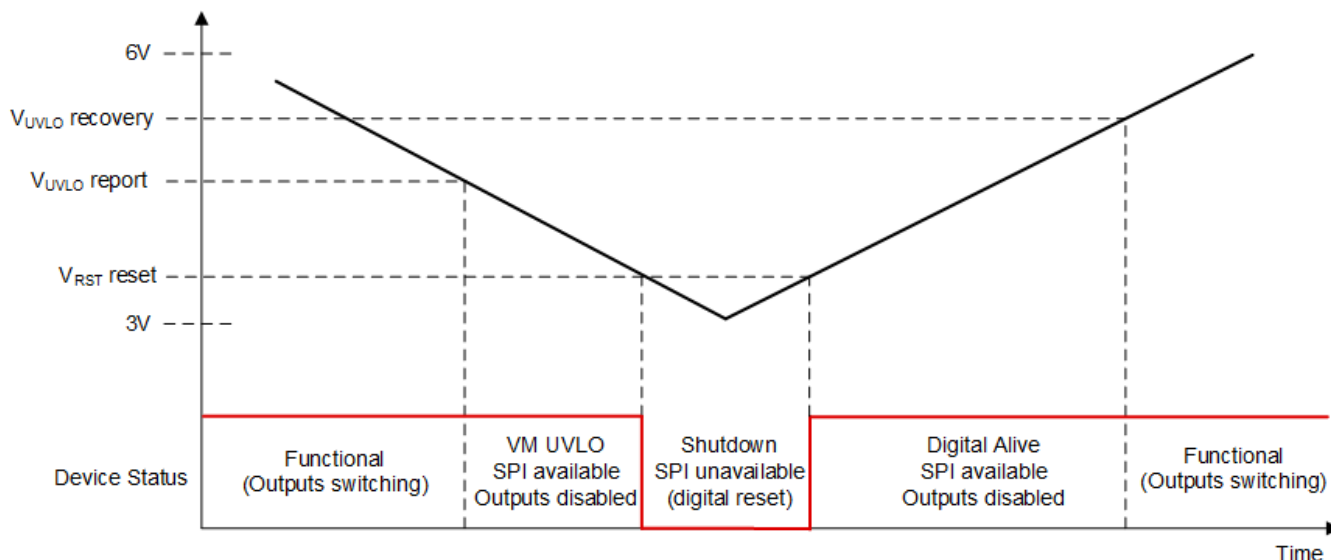 6V
VUVLO recovery
VUVLO report
VRST reset
3V
Device Status
Functional
(Outputs switching)
VM UVLO
SPI available
Outputs disabled
Shutdown
SPI unavailable
(digital reset)
Digital Alive
SPI available
Outputs disabled
Functional
(Outputs switching)
Time